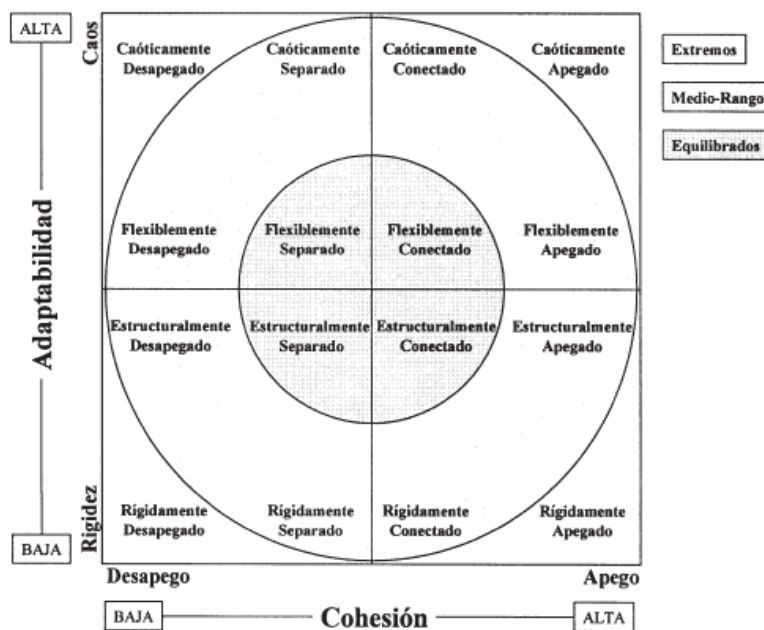 ALTA
Caos
Caóticamente Desapegado
Caóticamente Separado
Caóticamente Conectado
Caóticamente Apegado
Extremos
Medio-Rango
Equilibrados
Adaptabilidad
Flexiblemente Desapegado
Flexiblemente Separado
Flexiblemente Conectado
Flexiblemente Apegado
Estructuralmente Desapegado
Estructuralmente Separado
Estructuralmente Conectado
Estructuralmente Apegado
Rígidamente Desapegado
Rígidamente Separado
Rígidamente Conectado
Rígidamente Apegado
Rigidez
BAJA
Desapego
Apego
BAJA
Cohesión
ALTA